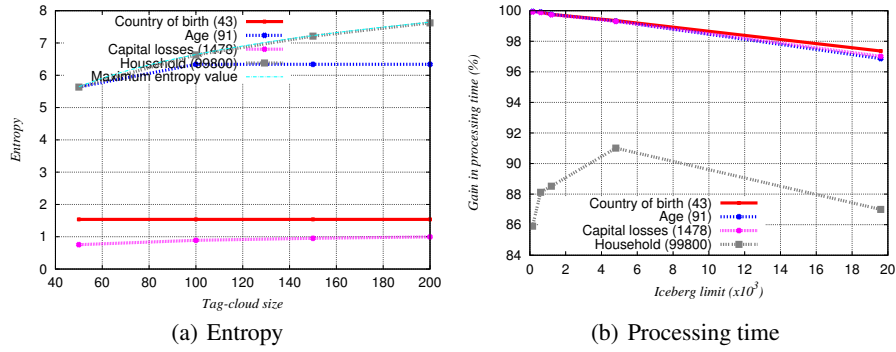 8
7
6
5
4
3
2
1
0
40 60 80 100 120 140 160 180 200
Entropy
Tag-cloud size
Country of birth (43)
Age (91)
Capital losses (1478)
Household (99800)
Maximum entropy value
(a) Entropy
100
98
96
94
92
90
88
86
84
0 2 4 6 8 10 12 14 16 18 20
Gain in processing time (%)
Iceberg limit (x10³)
Country of birth (43)
Age (91)
Capital losses (1478)
Household (99800)
(b) Processing time